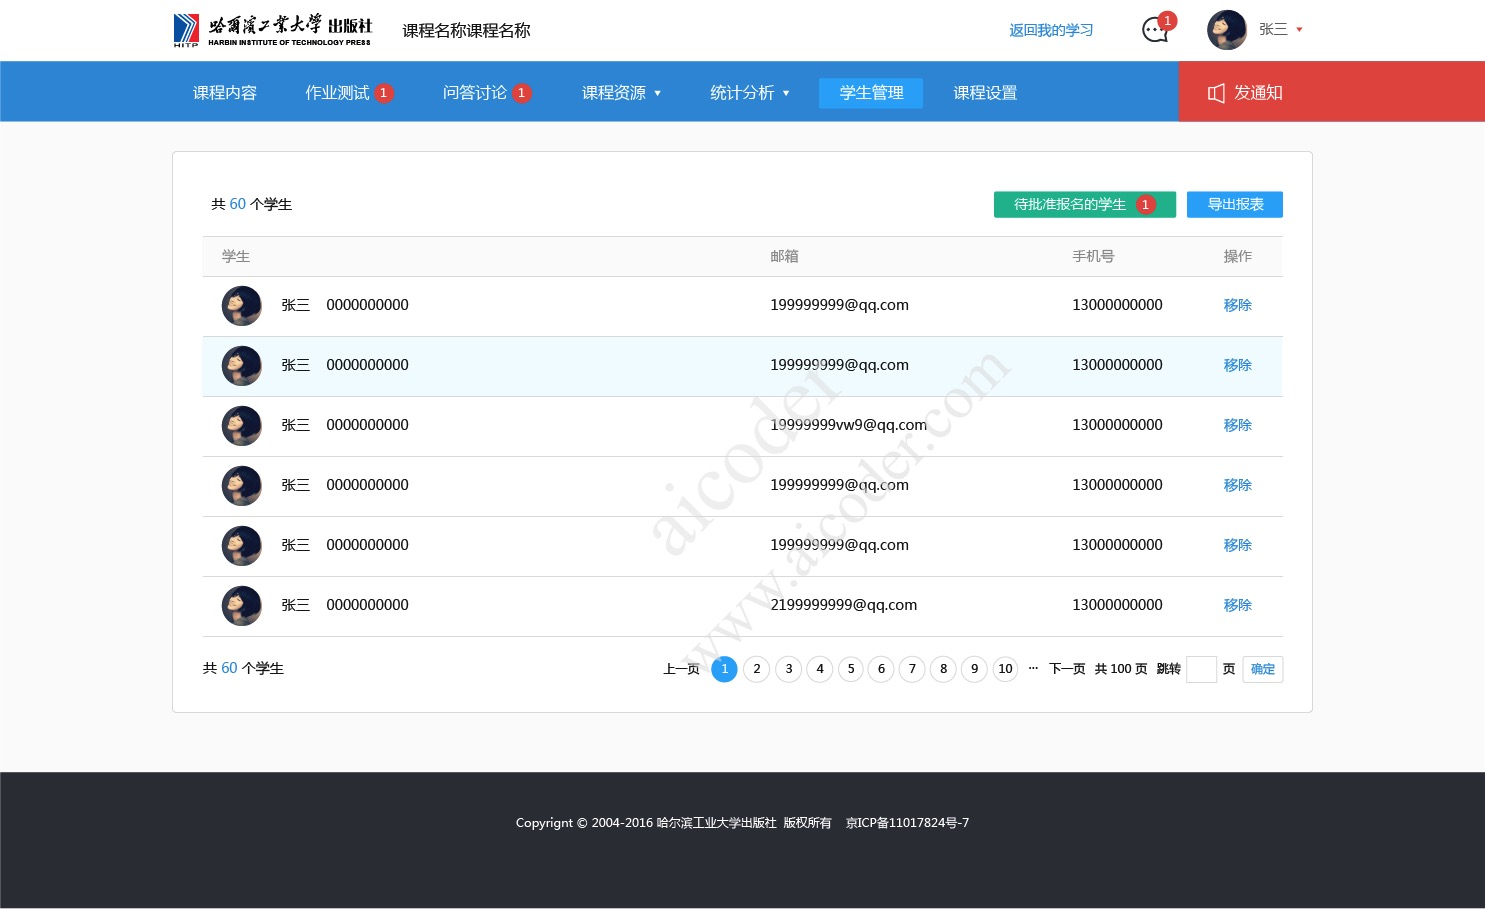 哈爾濱工業大学出版社 课程名称课程名称 返回我的学习 1 张三
HITP HARBIN INSTITUTE OF TECHNOLOGY PRESS
课程内容 作业测试 1 问答讨论 1 课程资源 统计分析 学生管理 课程设置 发通知
共 60 个学生 待批准报名的学生 1 导出报表
学生 邮箱 手机号 操作
张三 0000000000 199999999@qq.com 13000000000 移除
张三 0000000000 199999999@qq.com 13000000000 移除
张三 0000000000 19999999vw9@qq.com 13000000000 移除
张三 0000000000 199999999@qq.com 13000000000 移除
张三 0000000000 199999999@qq.com 13000000000 移除
张三 0000000000 2199999999@qq.com 13000000000 移除
aicoder
www.aicoder.com
共 60 个学生 上一页 1 2 3 4 5 6 7 8 9 10 ··· 下一页 共 100 页 跳转 页 确定
Copyrignt © 2004-2016 哈尔滨工业大学出版社 版权所有 京ICP备11017824号-7